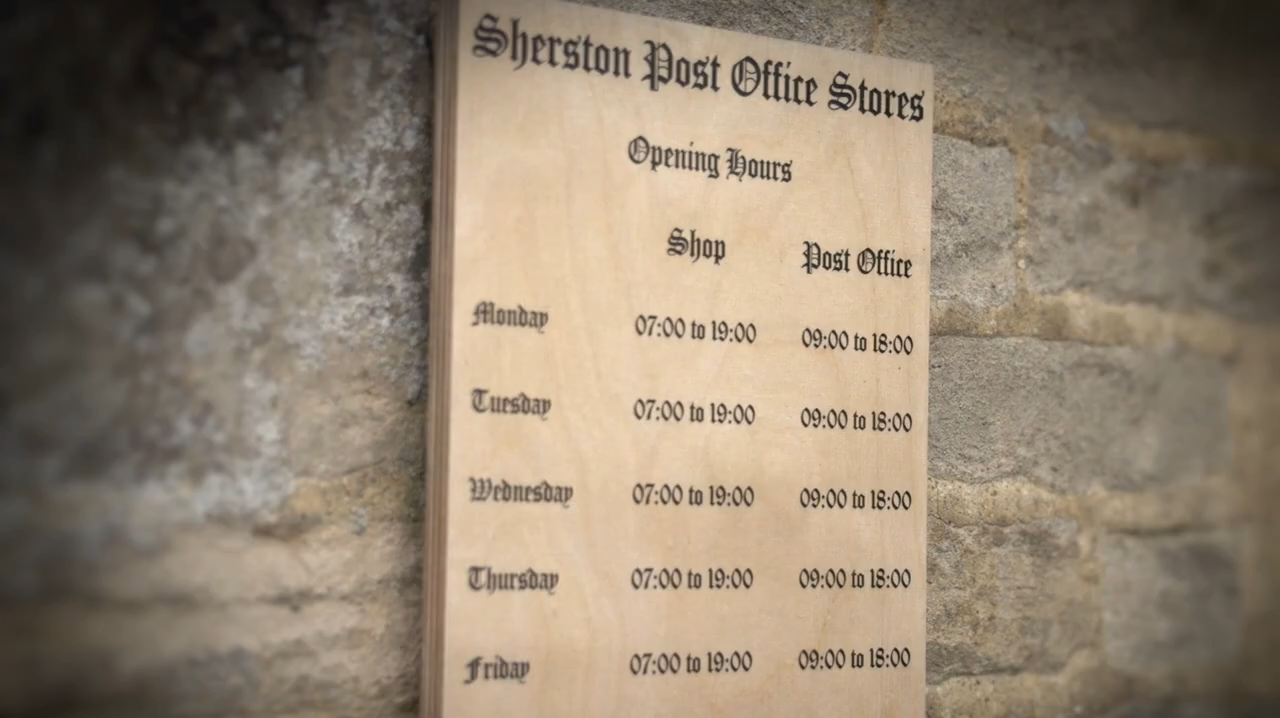 Sherston Post Office Stores
Opening Hours
Shop Post Office
Monday 07:00 to 19:00 09:00 to 18:00
Tuesday 07:00 to 19:00 09:00 to 18:00
Wednesday 07:00 to 19:00 09:00 to 18:00
Thursday 07:00 to 19:00 09:00 to 18:00
Friday 07:00 to 19:00 09:00 to 18:00